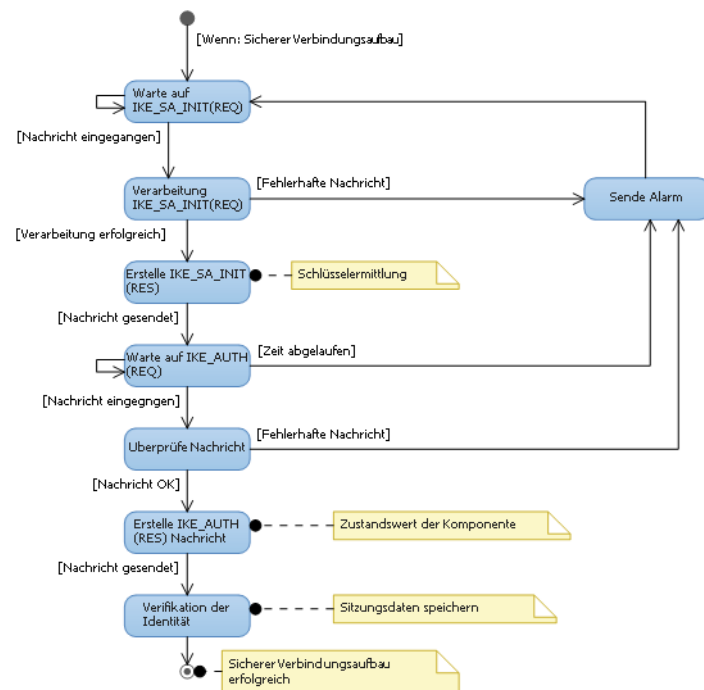 [Wenn: Sicherer Verbindungsaufbau]
Warte auf
IKE_SA_INIT(REQ)
[Nachricht eingegangen]
Verarbeitung
IKE_SA_INIT(REQ)
[Fehlerhafte Nachricht]
Sende Alarm
[Verarbeitung erfolgreich]
Erstelle IKE_SA_INIT
(RES)
Schlüsselermittlung
[Nachricht gesendet]
Warte auf IKE_AUTH
(REQ)
[Zeit abgelaufen]
[Nachricht eingegngen]
Uberprüfe Nachricht
[Fehlerhafte Nachricht]
[Nachricht OK]
Erstelle IKE_AUTH
(RES) Nachricht
Zustandswert der Komponente
[Nachricht gesendet]
Verifikation der
Identität
Sitzungsdaten speichern
Sicherer Verbindungsaufbau
erfolgreich